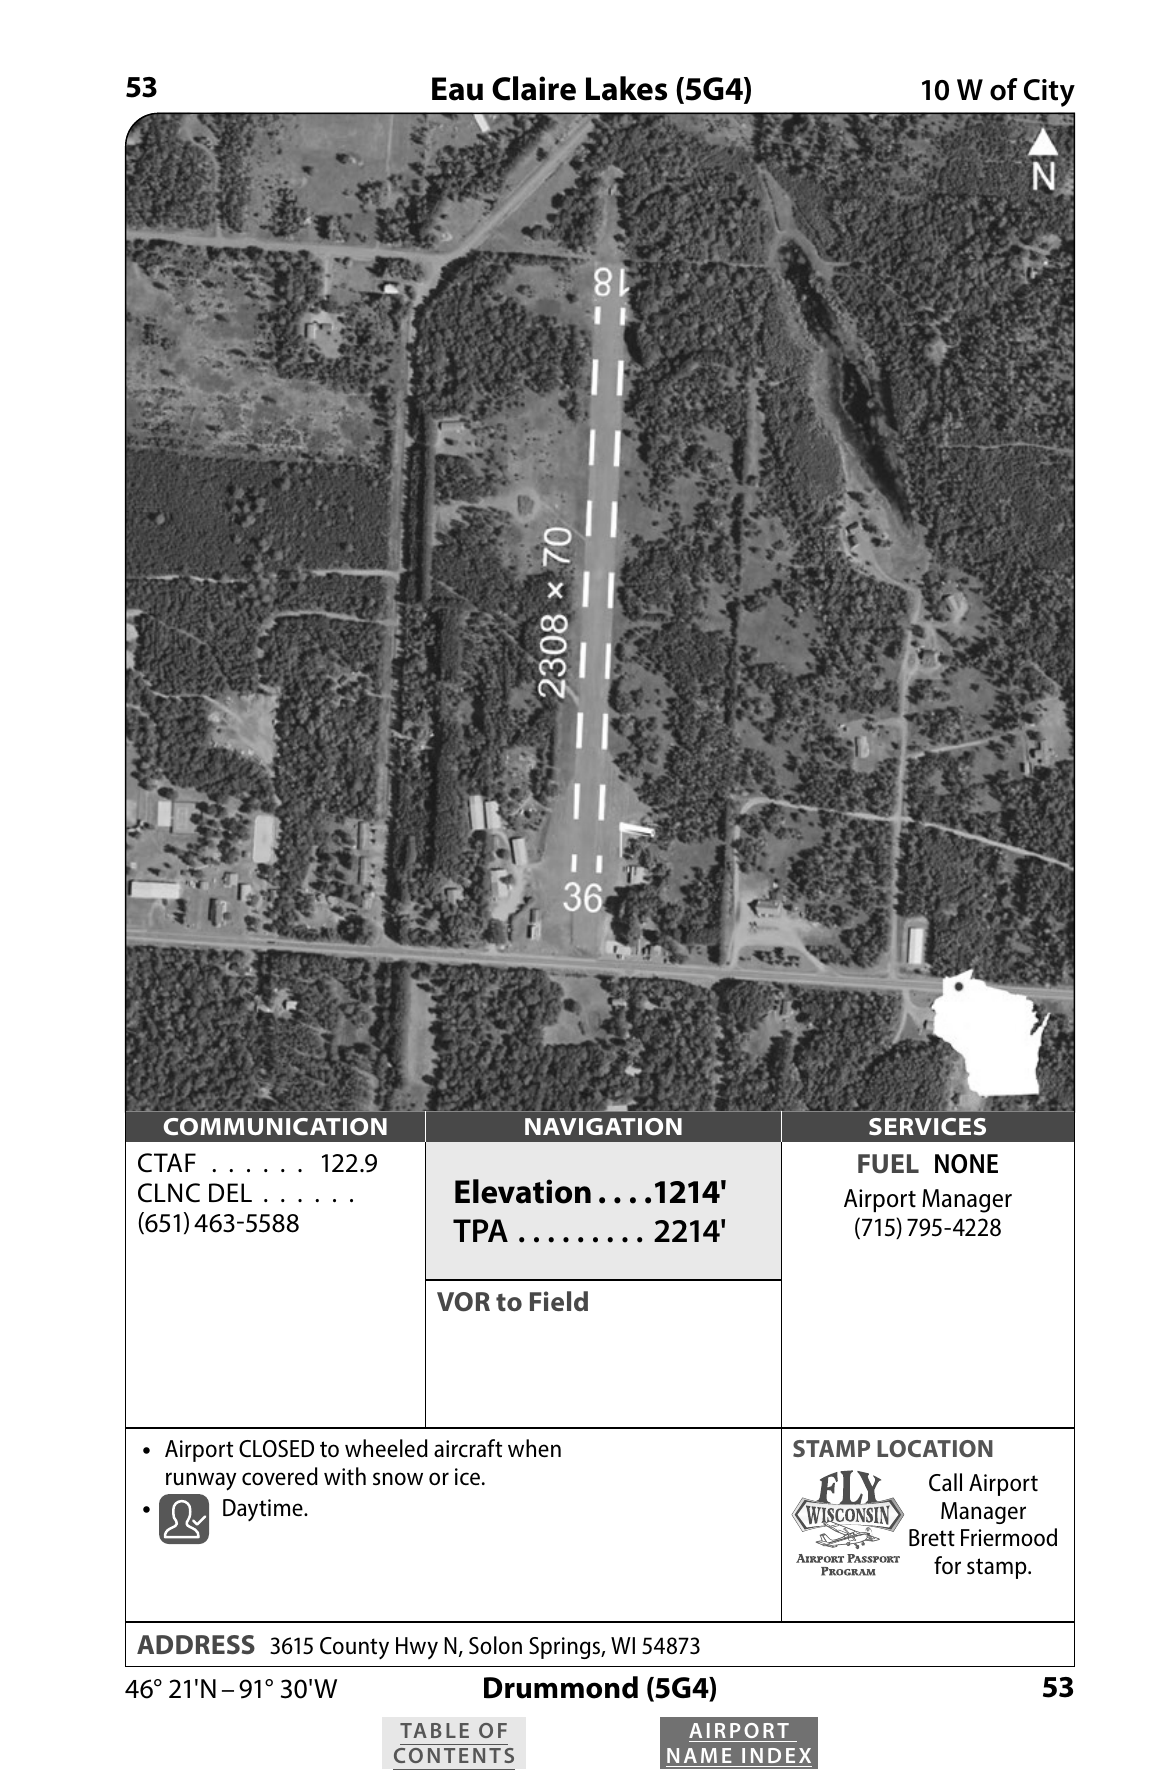 53
Eau Claire Lakes (5G4)
10 W of City
N
18
2308 × 70
36
COMMUNICATION
CTAF . . . . . . 122.9
CLNC DEL . . . . . .
(651) 463-5588
NAVIGATION
Elevation . . . .1214'
TPA . . . . . . . . . 2214'
VOR to Field
SERVICES
FUEL NONE
Airport Manager
(715) 795-4228
• Airport CLOSED to wheeled aircraft when
runway covered with snow or ice.
• Daytime.
STAMP LOCATION
FLY
WISCONSIN
AIRPORT PASSPORT
PROGRAM
Call Airport
Manager
Brett Friermood
for stamp.
ADDRESS 3615 County Hwy N, Solon Springs, WI 54873
46° 21'N – 91° 30'W
Drummond (5G4)
53
TABLE OF
CONTENTS
AIRPORT
NAME INDEX